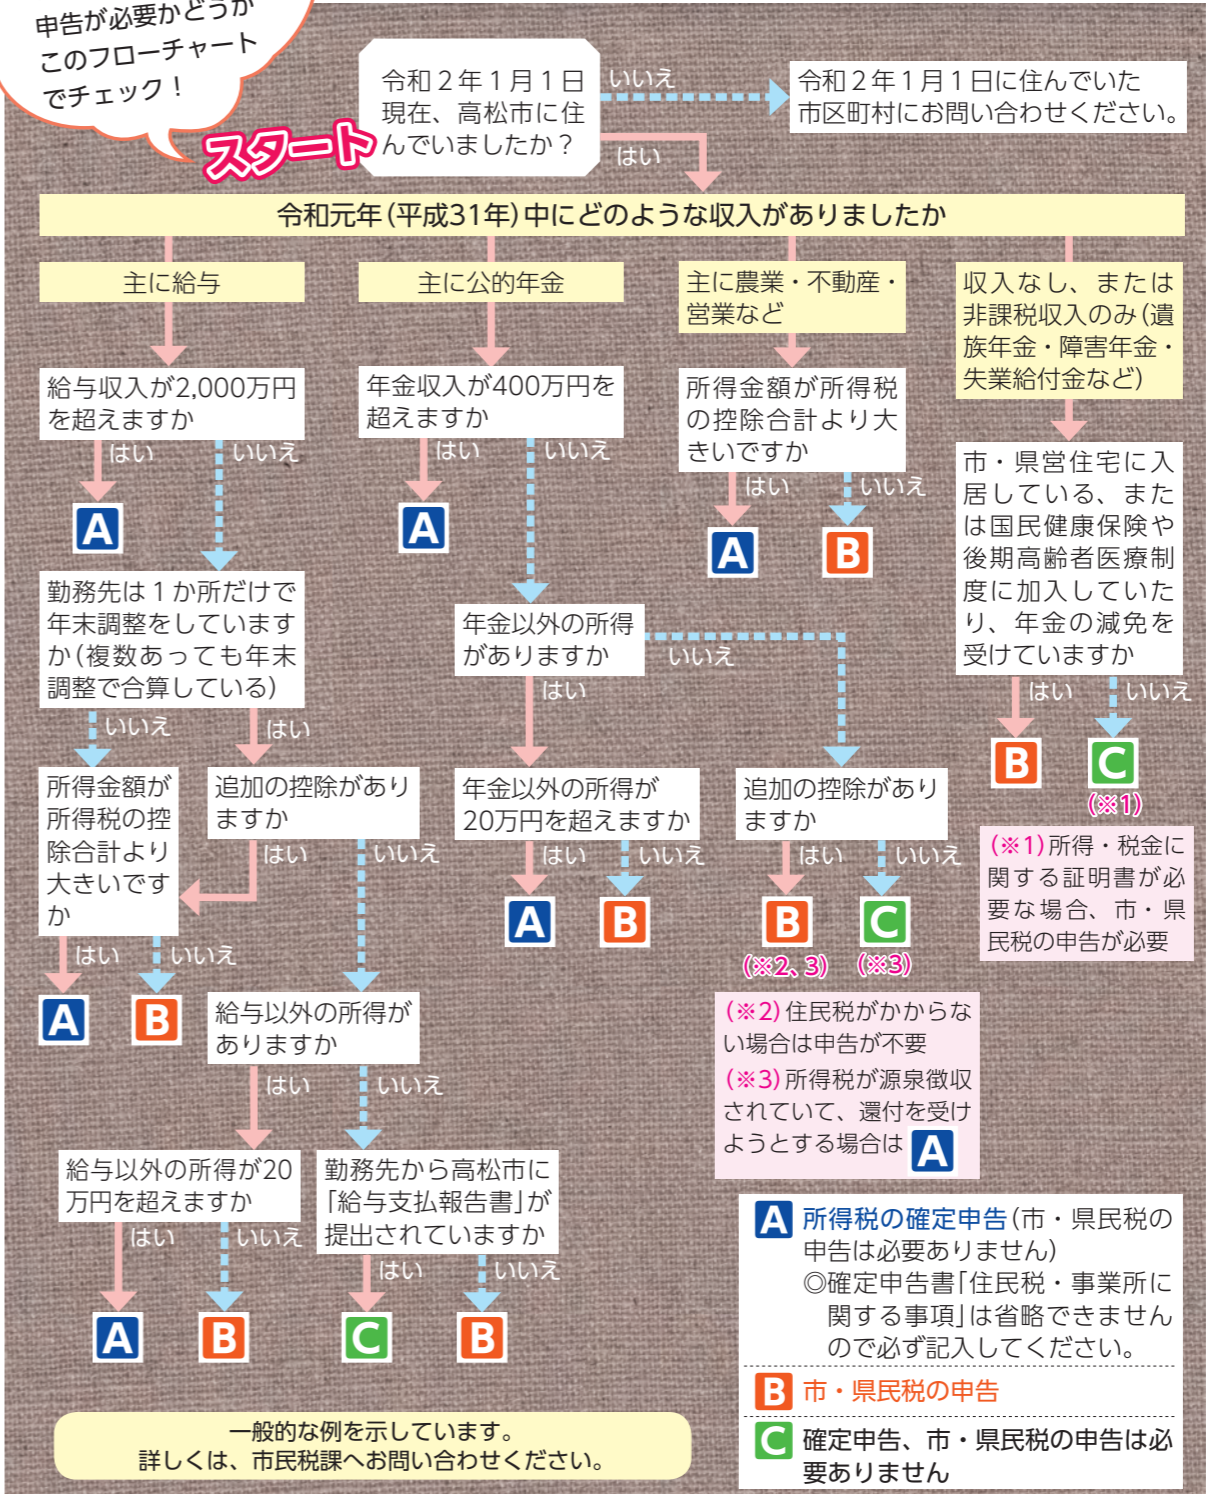 申告が必要かどうか
このフローチャート
でチェック！
スタート
令和２年１月１日
現在、高松市に住
んでいましたか？
いいえ
令和２年１月１日に住んでいた
市区町村にお問い合わせください。
はい
令和元年（平成31年）中にどのような収入がありましたか
主に給与
給与収入が2,000万円
を超えますか
はい
いいえ
A
勤務先は１か所だけで
年末調整をしています
か（複数あっても年末
調整で合算している）
いいえ
はい
所得金額が
所得税の控
除合計より
大きいです
か
はい
いいえ
A
B
追加の控除があり
ますか
はい
いいえ
給与以外の所得が
ありますか
はい
いいえ
給与以外の所得が20
万円を超えますか
はい
いいえ
A
B
勤務先から高松市に
「給与支払報告書」が
提出されていますか
はい
いいえ
C
B
主に公的年金
年金収入が400万円を
超えますか
はい
いいえ
A
年金以外の所得
がありますか
いいえ
はい
年金以外の所得が
20万円を超えますか
はい
いいえ
A
B
追加の控除があり
ますか
はい
いいえ
B
C
（※2、3）
（※3）
（※2）住民税がかからな
い場合は申告が不要
（※3）所得税が源泉徴収
されていて、還付を受け
ようとする場合は A
主に農業・不動産・
営業など
所得金額が所得税
の控除合計より大
きいですか
はい
いいえ
A
B
収入なし、または
非課税収入のみ（遺
族年金・障害年金・
失業給付金など）
市・県営住宅に入
居している、また
は国民健康保険や
後期高齢者医療制
度に加入していた
り、年金の減免を
受けていますか
はい
いいえ
B
C
（※1）
（※1）所得・税金に
関する証明書が必
要な場合、市・県
民税の申告が必要
A 所得税の確定申告（市・県民税の
申告は必要ありません）
◎確定申告書「住民税・事業所に
関する事項」は省略できません
ので必ず記入してください。
B 市・県民税の申告
C 確定申告、市・県民税の申告は必
要ありません
一般的な例を示しています。
詳しくは、市民税課へお問い合わせください。